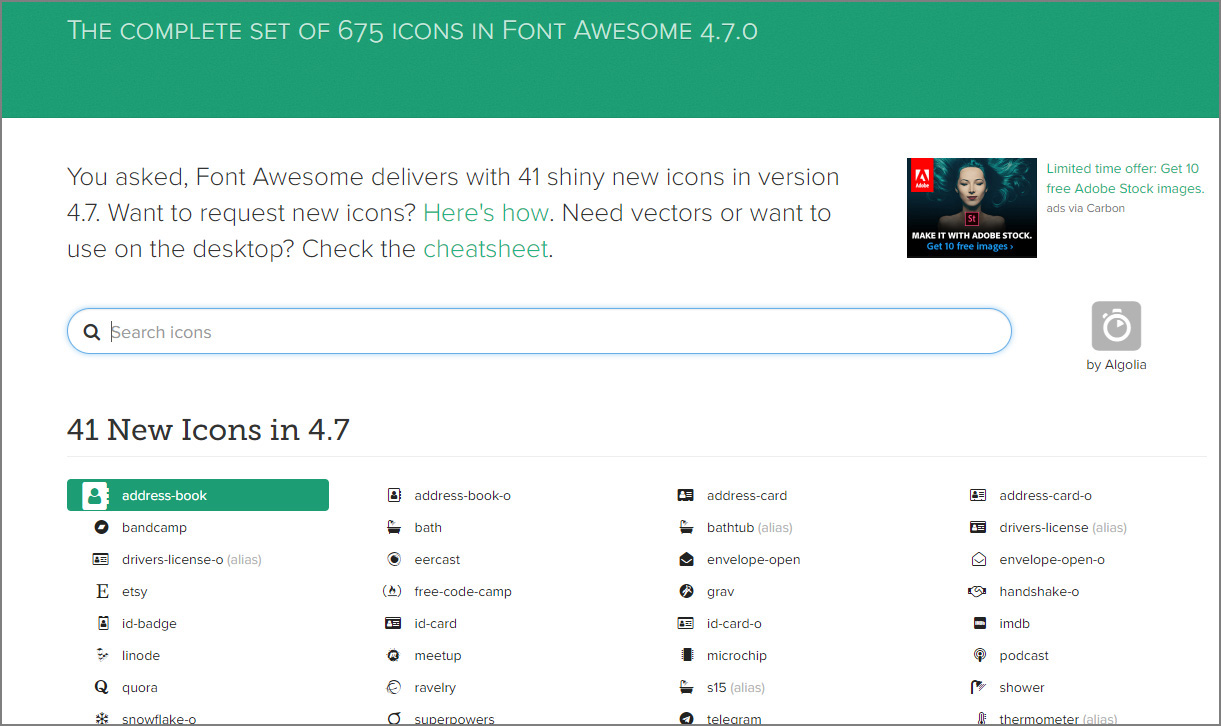 The complete set of 675 icons in Font Awesome 4.7.0
You asked, Font Awesome delivers with 41 shiny new icons in version
4.7. Want to request new icons? Here's how. Need vectors or want to
use on the desktop? Check the cheatsheet.
Adobe
St
MAKE IT WITH ADOBE STOCK.
Get 10 free images ›
Limited time offer: Get 10
free Adobe Stock images.
ads via Carbon
Search icons
by Algolia
41 New Icons in 4.7
address-book address-book-o address-card address-card-o
bandcamp bath bathtub (alias) drivers-license (alias)
drivers-license-o (alias) eercast envelope-open envelope-open-o
etsy free-code-camp grav handshake-o
id-badge id-card id-card-o imdb
linode meetup microchip podcast
quora ravelry s15 (alias) shower
snowflake-o superpowers telegram thermometer (alias)